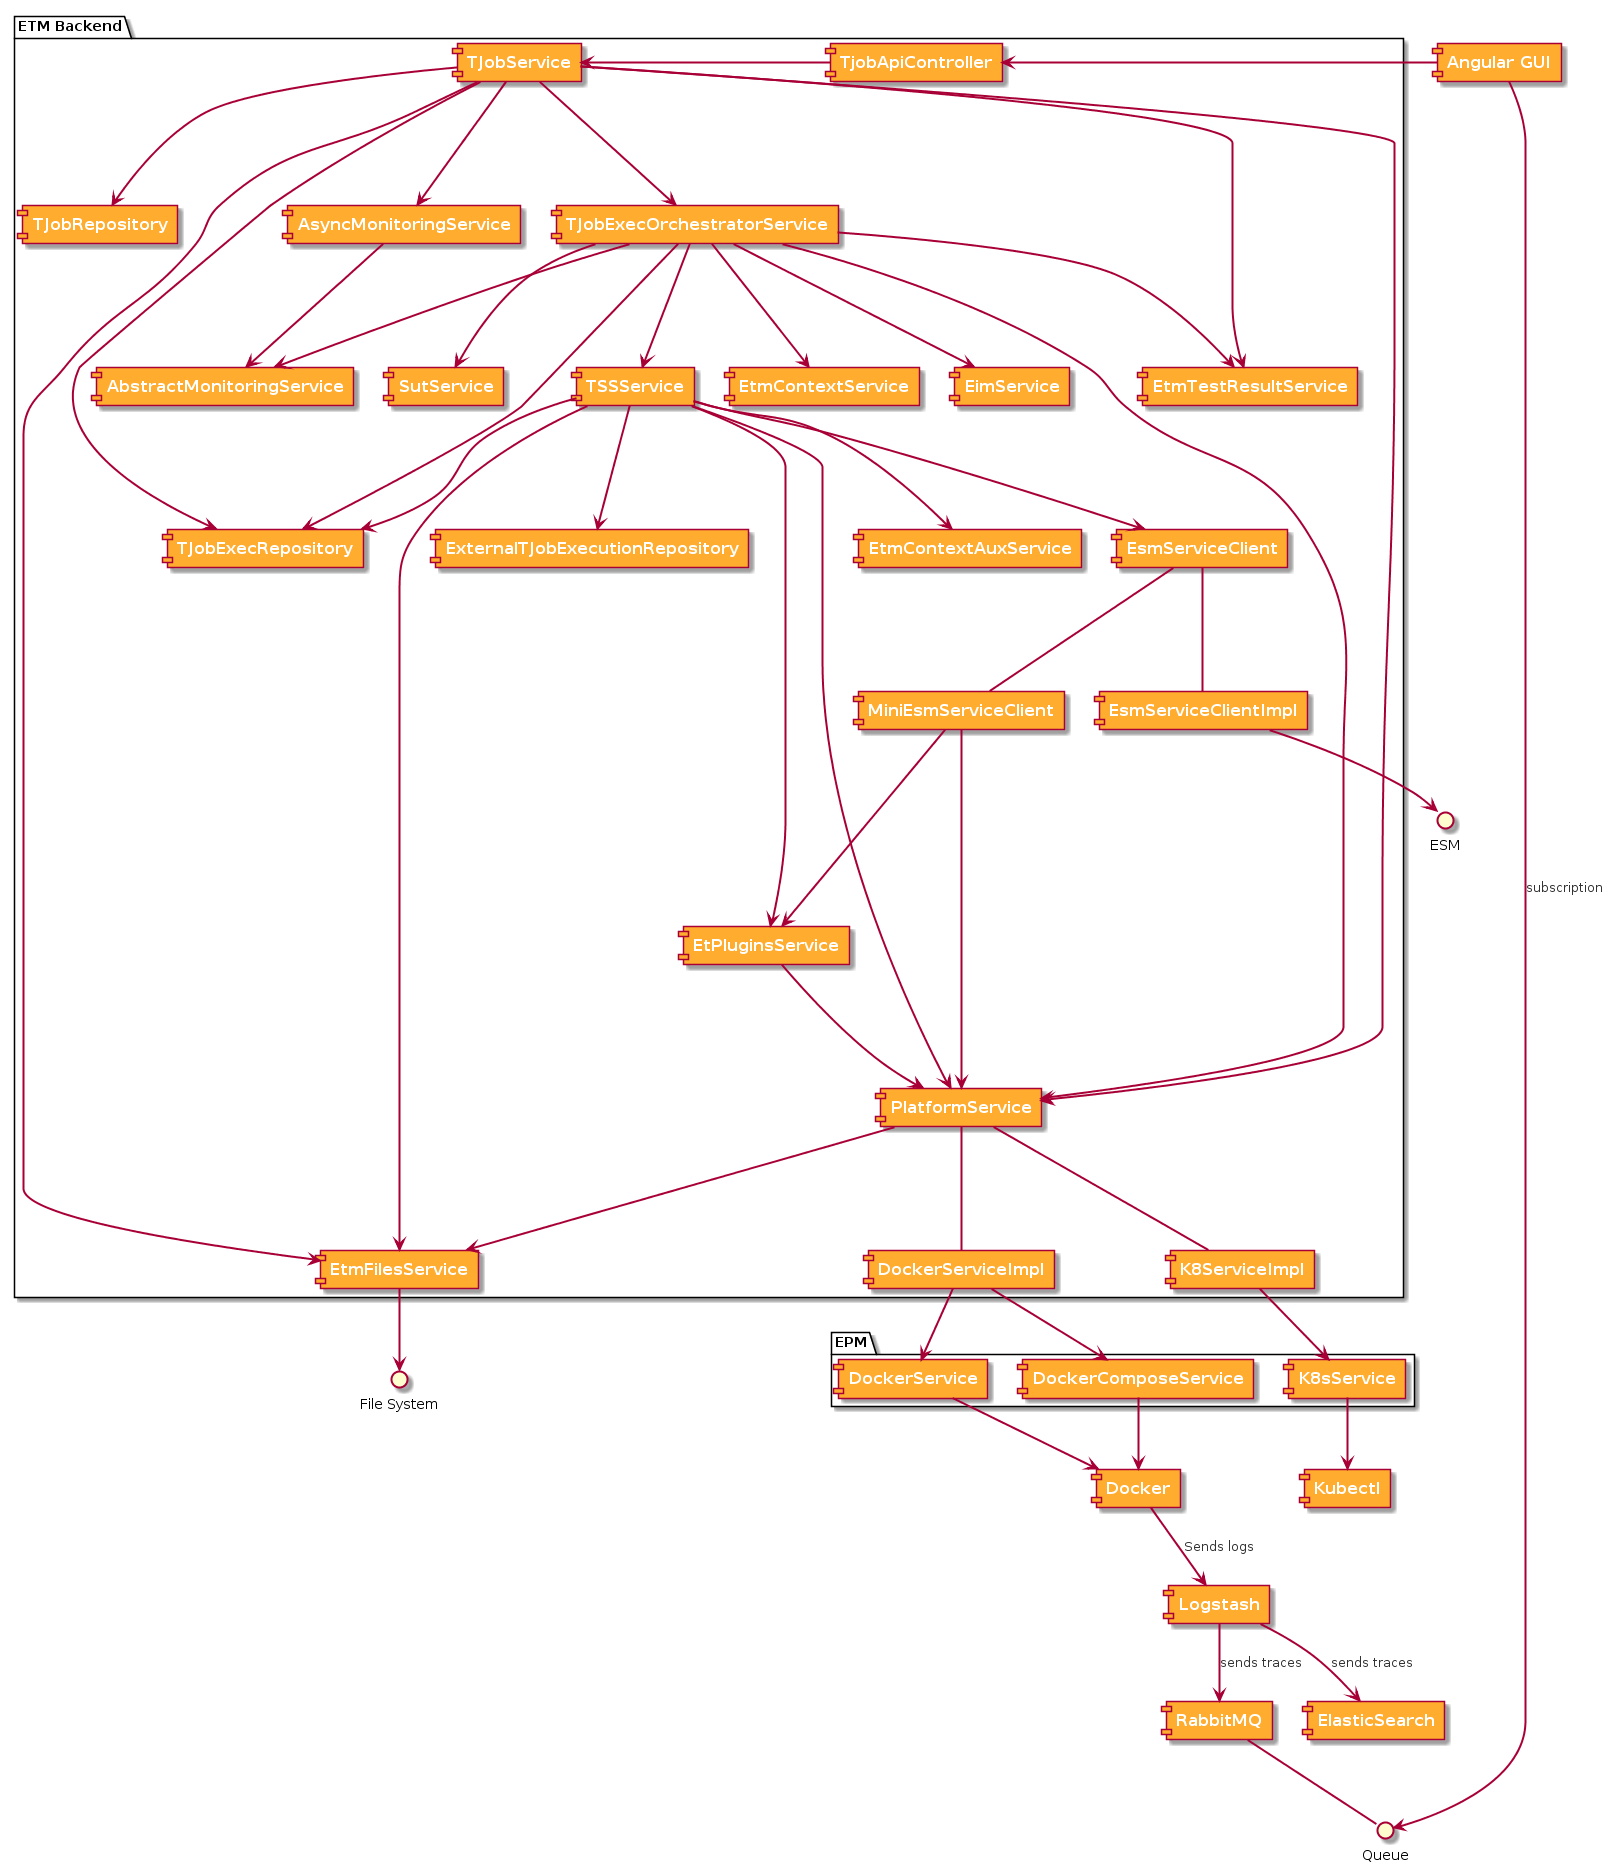 ETM Backend
TJobService
TjobApiController
Angular GUI
TJobRepository
AsyncMonitoringService
TJobExecOrchestratorService
AbstractMonitoringService
SutService
TSSService
EtmContextService
EimService
EtmTestResultService
TJobExecRepository
ExternalTJobExecutionRepository
EtmContextAuxService
EsmServiceClient
MiniEsmServiceClient
EsmServiceClientImpl
ESM
subscription
EtPluginsService
PlatformService
EtmFilesService
DockerServiceImpl
K8ServiceImpl
EPM
DockerService
DockerComposeService
K8sService
File System
Docker
Kubectl
Sends logs
Logstash
sends traces
sends traces
RabbitMQ
ElasticSearch
Queue